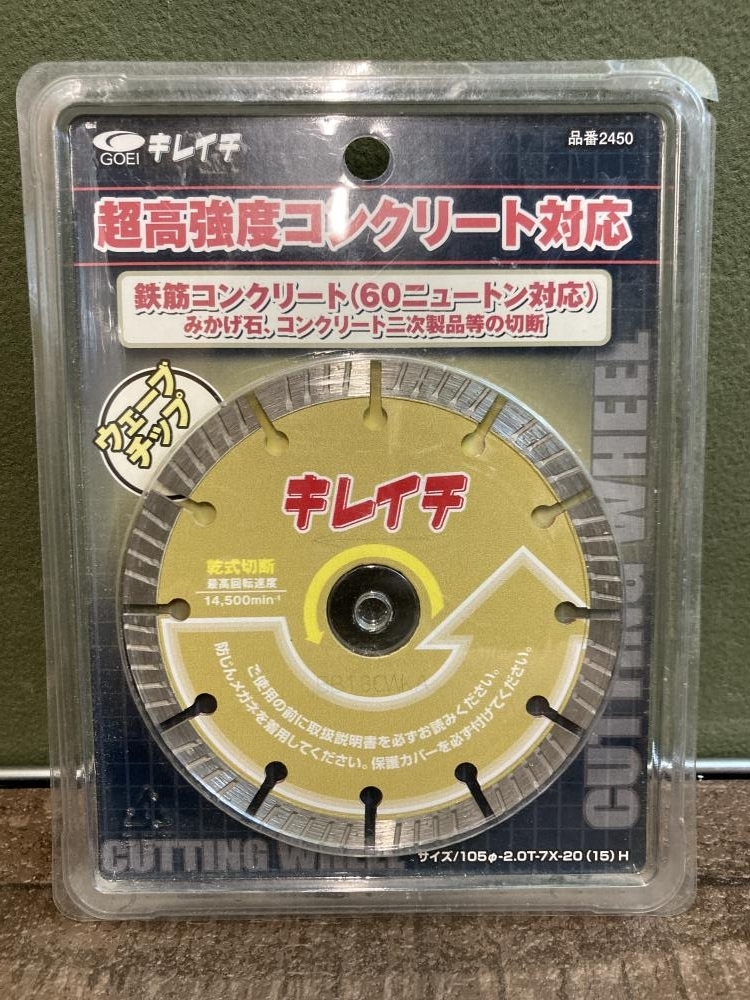 GOEI キレイチ
品番2450
超高強度コンクリート対応
鉄筋コンクリート(60ニュートン対応)
みかげ石、コンクリート二次製品等の切断
ウェーブ
チップ
キレイチ
乾式切断
最高回転速度
14,500min⁻¹
ご使用の前に取扱説明書を必ずお読みください。
防じんメガネを着用してください。保護カバーを必ず付けてください。
CUTTING WHEEL
CUTTING WHEEL
サイズ/105φ-2.0T-7X-20(15)H